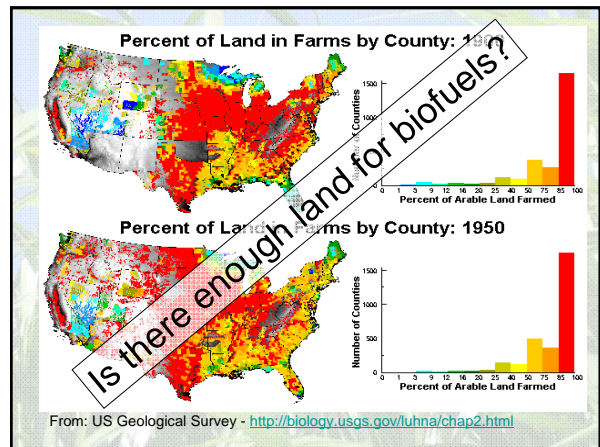 Percent of Land in Farms by County: 1900
1500
1000
Number of Counties
0
0 1 3 9 12 16 20 25 40 50 75 85 100
Percent of Arable Land Farmed
Is there enough land for biofuels?
Percent of Land in Farms by County: 1950
1500
1000
500
0
Number of Counties
0 1 3 9 12 16 20 25 40 50 75 85 100
Percent of Arable Land Farmed
From: US Geological Survey - http://biology.usgs.gov/luhna/chap2.html